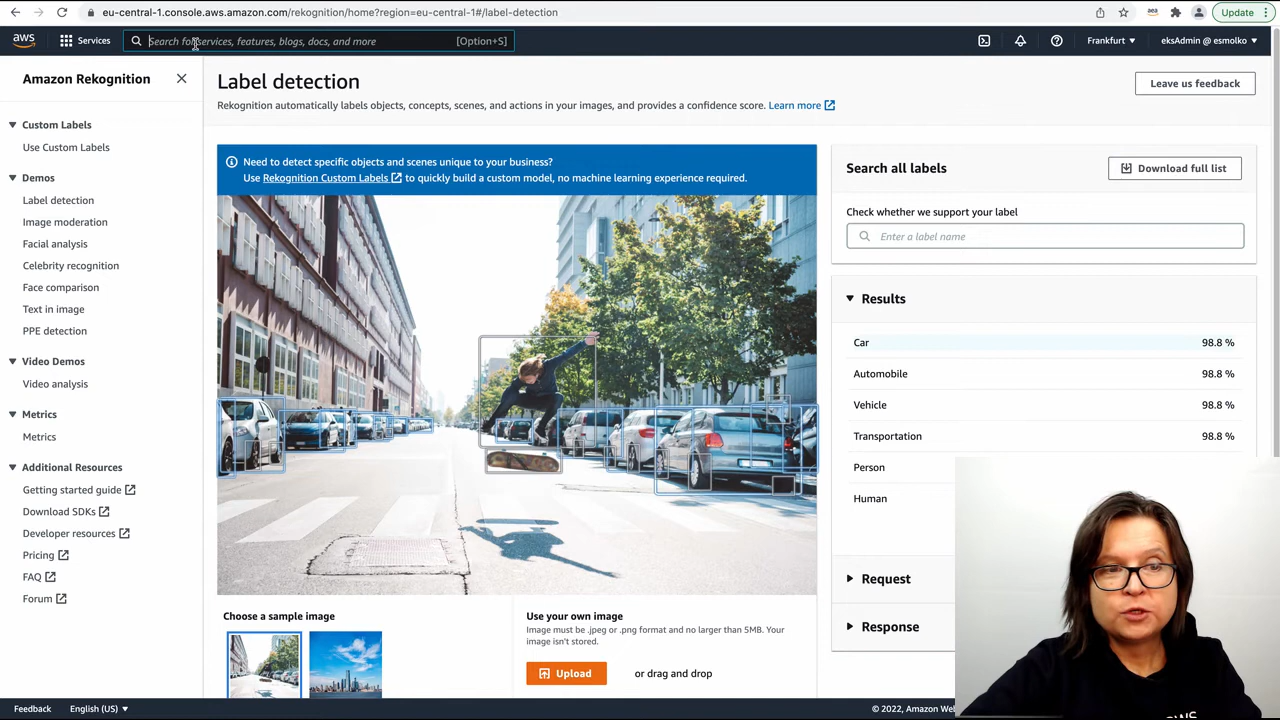 eu-central-1.console.aws.amazon.com/rekognition/home?region=eu-central-1#/label-detection
Update
aws
Services
Search for services, features, blogs, docs, and more
[Option+S]
Frankfurt
eksAdmin @ esmolko
Amazon Rekognition
Custom Labels
Use Custom Labels
Demos
Label detection
Image moderation
Facial analysis
Celebrity recognition
Face comparison
Text in image
PPE detection
Video Demos
Video analysis
Metrics
Metrics
Additional Resources
Getting started guide
Download SDKs
Developer resources
Pricing
FAQ
Forum
Label detection
Rekognition automatically labels objects, concepts, scenes, and actions in your images, and provides a confidence score. Learn more
Leave us feedback
Need to detect specific objects and scenes unique to your business?
Use Rekognition Custom Labels to quickly build a custom model, no machine learning experience required.
Choose a sample image
Use your own image
Image must be .jpeg or .png format and no larger than 5MB. Your
image isn't stored.
Upload
or drag and drop
Search all labels
Download full list
Check whether we support your label
Enter a label name
Results
Car 98.8 %
Automobile 98.8 %
Vehicle 98.8 %
Transportation 98.8 %
Person
Human
Request
Response
Feedback
English (US)
© 2022, Amazon Web
aws